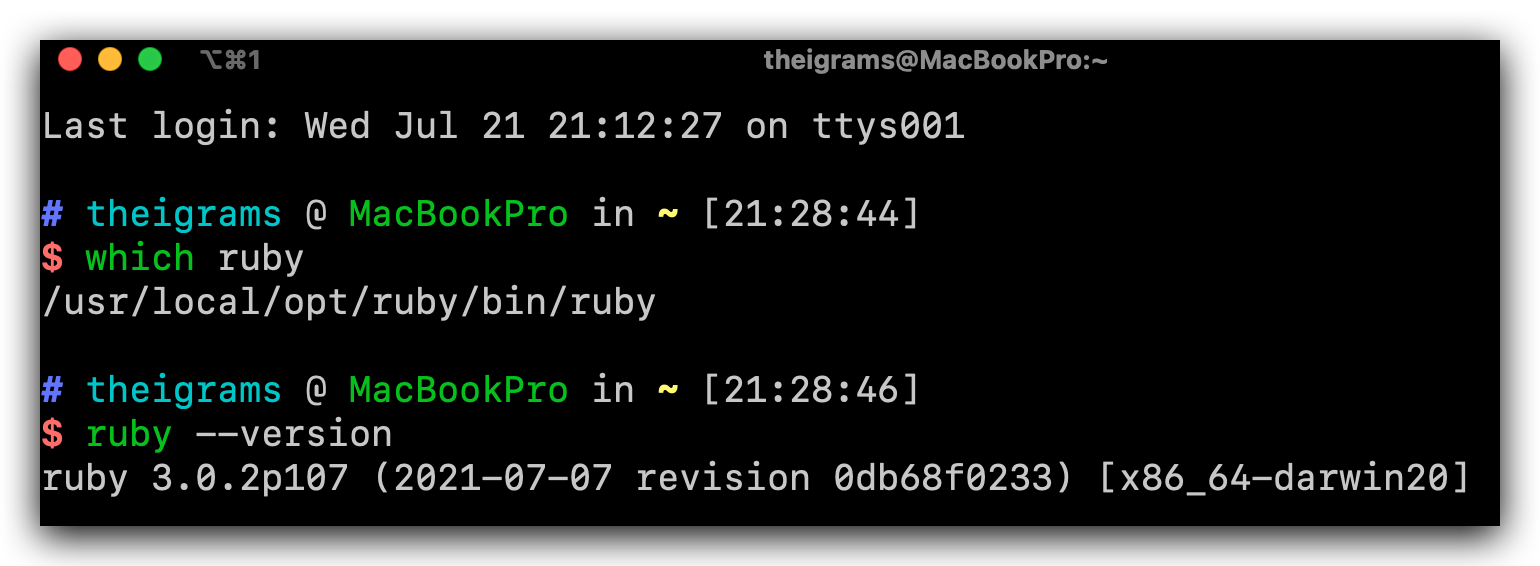 ⌥⌘1
theigrams@MacBookPro:~
Last login: Wed Jul 21 21:12:27 on ttys001
# theigrams @ MacBookPro in ~ [21:28:44]
$ which ruby
/usr/local/opt/ruby/bin/ruby
# theigrams @ MacBookPro in ~ [21:28:46]
$ ruby --version
ruby 3.0.2p107 (2021-07-07 revision 0db68f0233) [x86_64-darwin20]